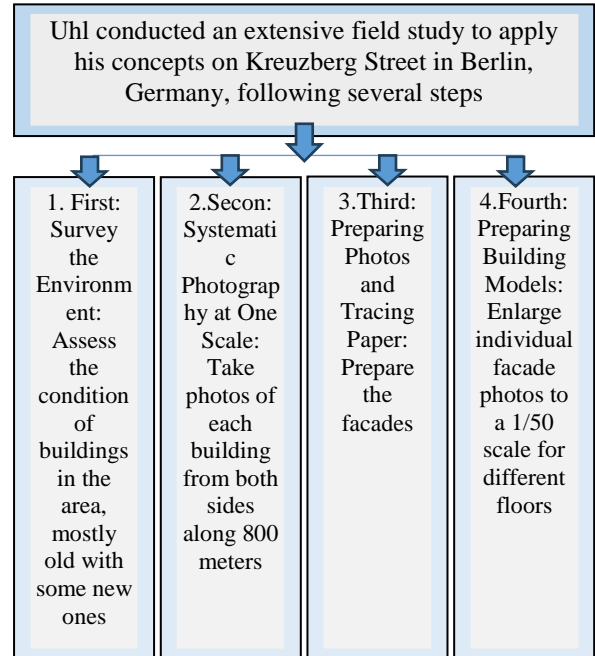 Uhl conducted an extensive field study to apply
his concepts on Kreuzberg Street in Berlin,
Germany, following several steps
1. First:
Survey
the
Environm
ent:
Assess
the
condition
of
buildings
in the
area,
mostly
old with
some new
ones
2.Secon:
Systemati
c
Photograp
hy at One
Scale:
Take
photos of
each
building
from both
sides
along 800
meters
3.Third:
Preparing
Photos
and
Tracing
Paper:
Prepare
the
facades
4.Fourth:
Preparing
Building
Models:
Enlarge
individual
facade
photos to
a 1/50
scale for
different
floors